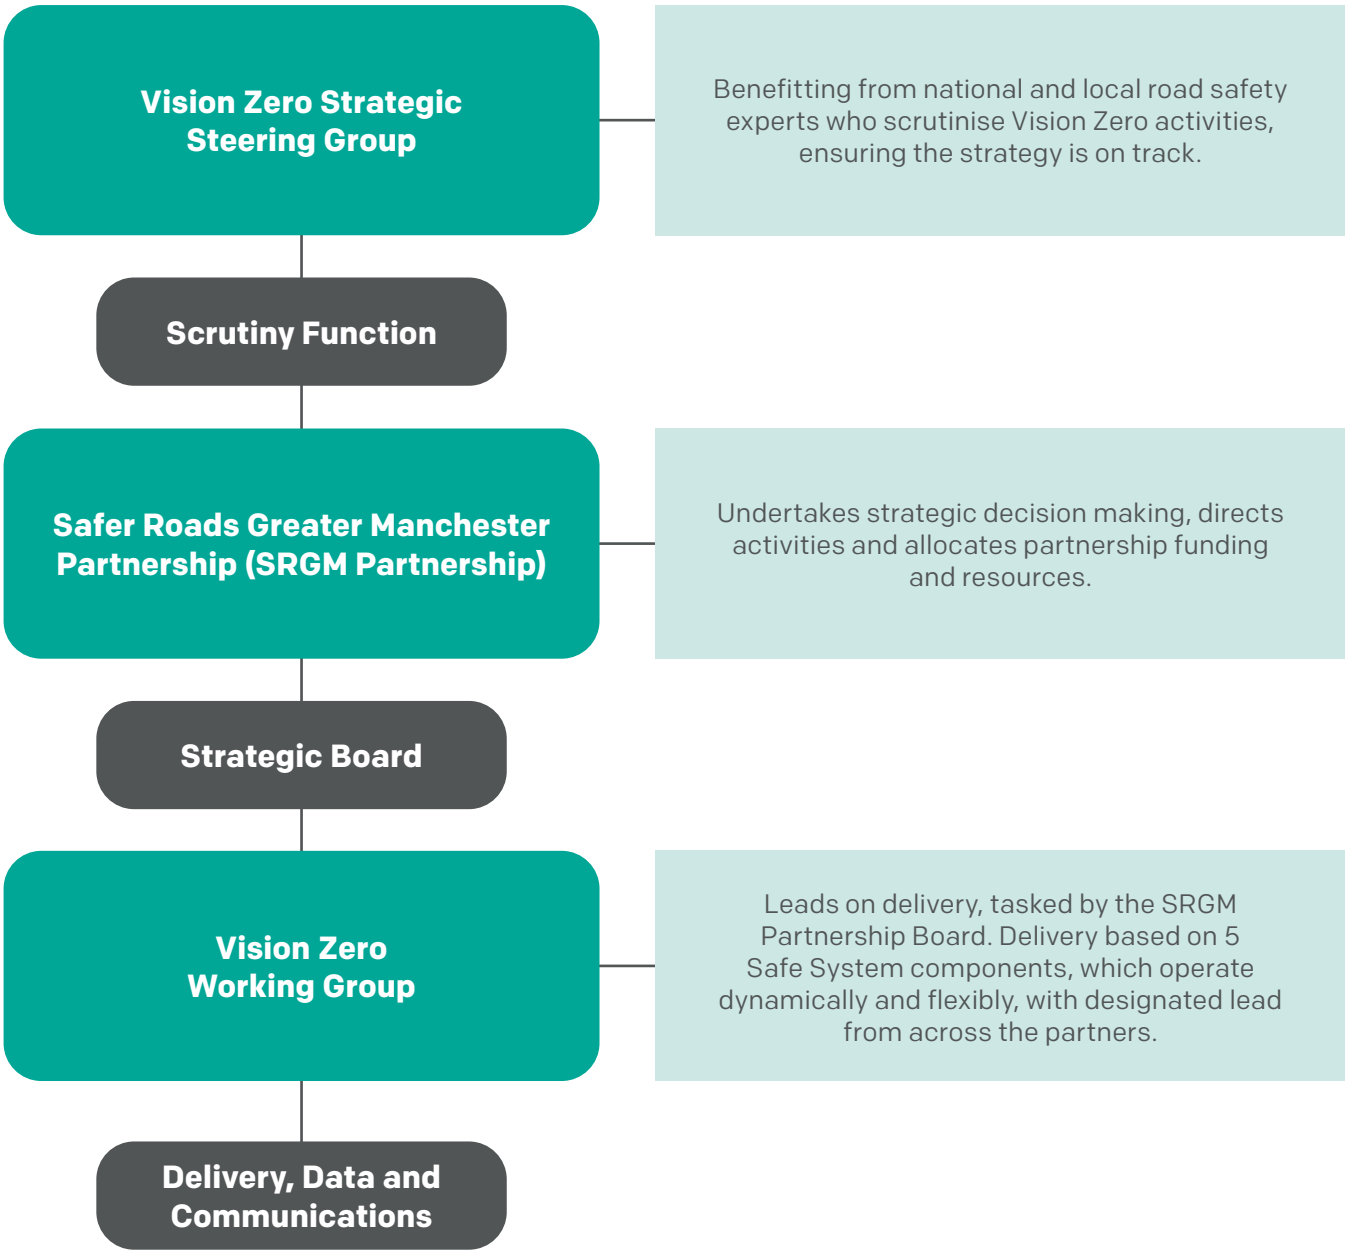 Vision Zero Strategic
Steering Group
Benefitting from national and local road safety
experts who scrutinise Vision Zero activities,
ensuring the strategy is on track.
Scrutiny Function
Safer Roads Greater Manchester
Partnership (SRGM Partnership)
Undertakes strategic decision making, directs
activities and allocates partnership funding
and resources.
Strategic Board
Vision Zero
Working Group
Leads on delivery, tasked by the SRGM
Partnership Board. Delivery based on 5
Safe System components, which operate
dynamically and flexibly, with designated lead
from across the partners.
Delivery, Data and
Communications